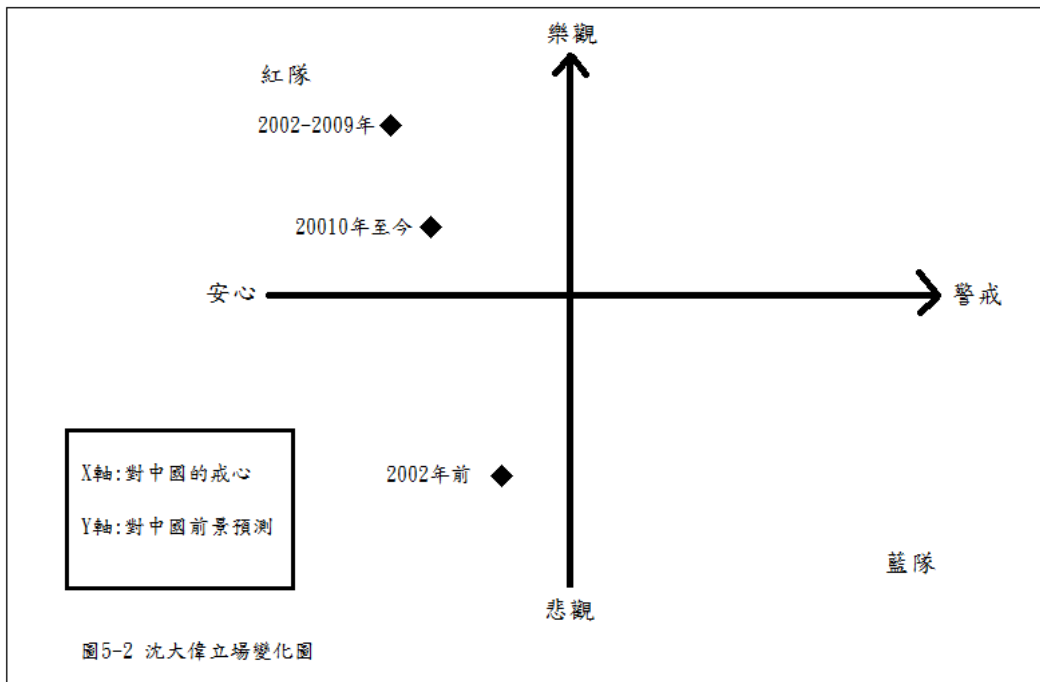 樂觀
紅隊
2002-2009年
20010年至今
安心
警戒
X軸:對中國的戒心
2002年前
Y軸:對中國前景預測
藍隊
悲觀
圖5-2 沈大偉立場變化圖